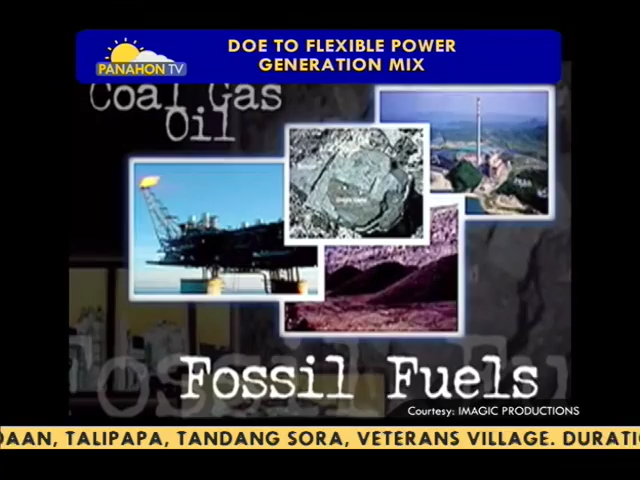 DOE TO FLEXIBLE POWER
GENERATION MIX
PANAHON TV
Coal Gas
Oil
Fossil Fuels
Courtesy: IMAGIC PRODUCTIONS
DAAN, TALIPAPA, TANDANG SORA, VETERANS VILLAGE. DURATI